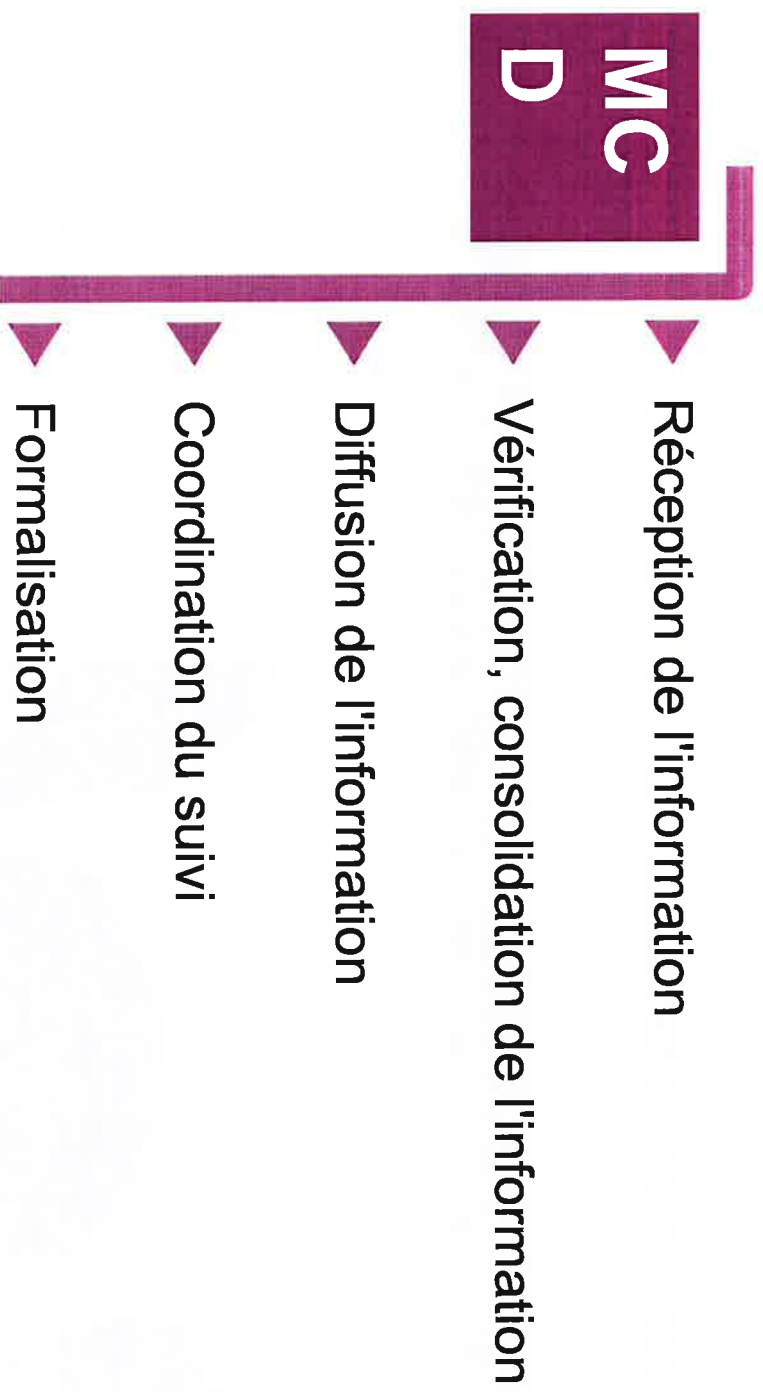 MC
D
Réception de l'information
Vérification, consolidation de l'information
Diffusion de l'information
Coordination du suivi
Formalisation